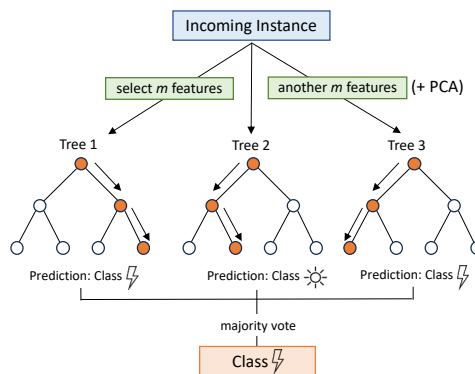 Incoming Instance
select m features
another m features (+ PCA)
Tree 1
Tree 2
Tree 3
Prediction: Class
Prediction: Class
Prediction: Class
majority vote
Class